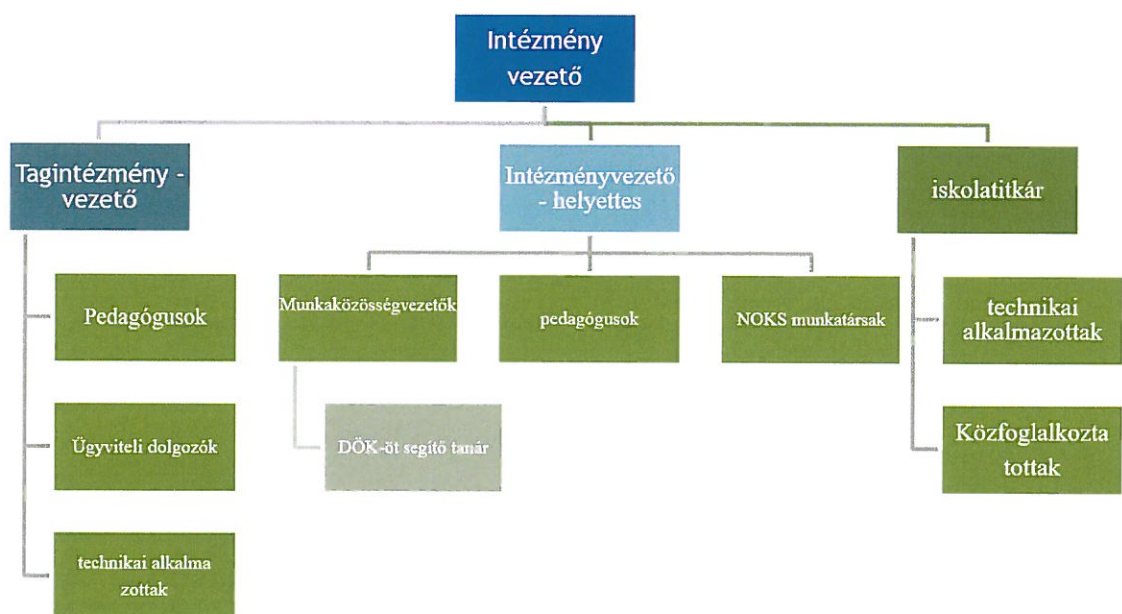 Intézmény
vezető
Tagintézmény -
vezető
Intézményvezető
- helyettes
iskolatitkár
Pedagógusok
Munkaközösségvezetők
pedagógusok
NOKS munkatársak
technikai
alkalmazottak
Ügyviteli dolgozók
DÖK-öt segítő tanár
Közfoglalkozta
tottak
technikai alkalma
zottak